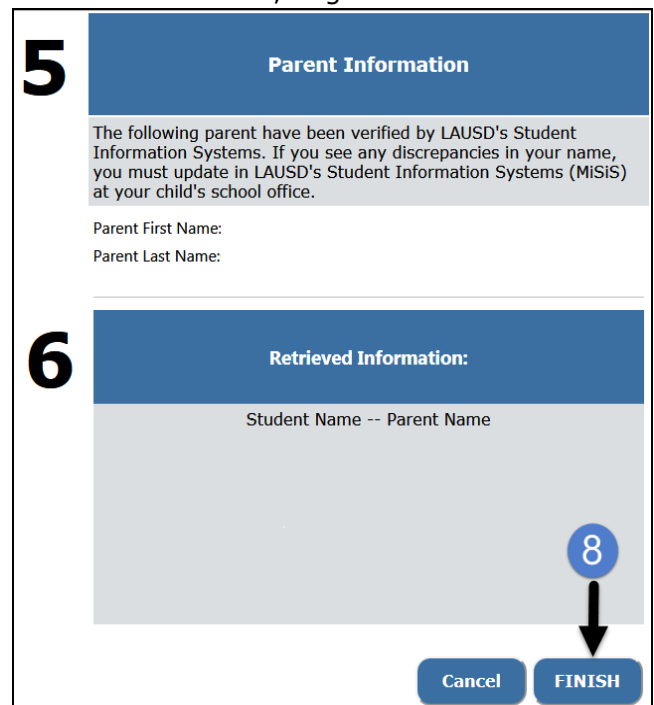 5
Parent Information
The following parent have been verified by LAUSD's Student
Information Systems. If you see any discrepancies in your name,
you must update in LAUSD's Student Information Systems (MiSiS)
at your child's school office.
Parent First Name:
Parent Last Name:
6
Retrieved Information:
Student Name -- Parent Name
8
Cancel
FINISH